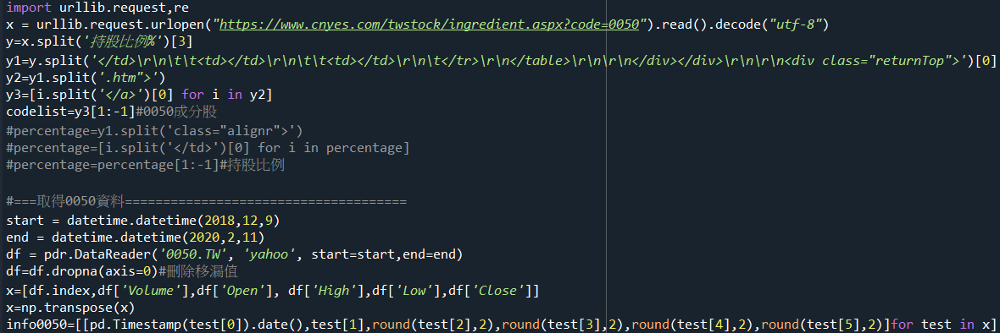 import urllib.request,re
x = urllib.request.urlopen("https://www.cnyes.com/twstock/ingredient.aspx?code=0050").read().decode("utf-8")
y=x.split('持股比例%')[3]
y1=y.split('</td>\r\n\t\t<td></td>\r\n\t\t<td></td>\r\n\t</tr>\r\n</table>\r\n\r\n</div></div>\r\n\r\n<div class="returnTop">')[0]
y2=y1.split('.htm">')
y3=[i.split('</a>')[0] for i in y2]
codelist=y3[1:-1]#0050成分股
#percentage=y1.split('class="alignr">')
#percentage=[i.split('</td>')[0] for i in percentage]
#percentage=percentage[1:-1]#持股比例
#===取得0050資料=====================================
start = datetime.datetime(2018,12,9)
end = datetime.datetime(2020,2,11)
df = pdr.DataReader('0050.TW', 'yahoo', start=start,end=end)
df=df.dropna(axis=0)#刪除移漏值
x=[df.index,df['Volume'],df['Open'], df['High'],df['Low'],df['Close']]
x=np.transpose(x)
info0050=[[pd.Timestamp(test[0]).date(),test[1],round(test[2],2),round(test[3],2),round(test[4],2),round(test[5],2)]for test in x]